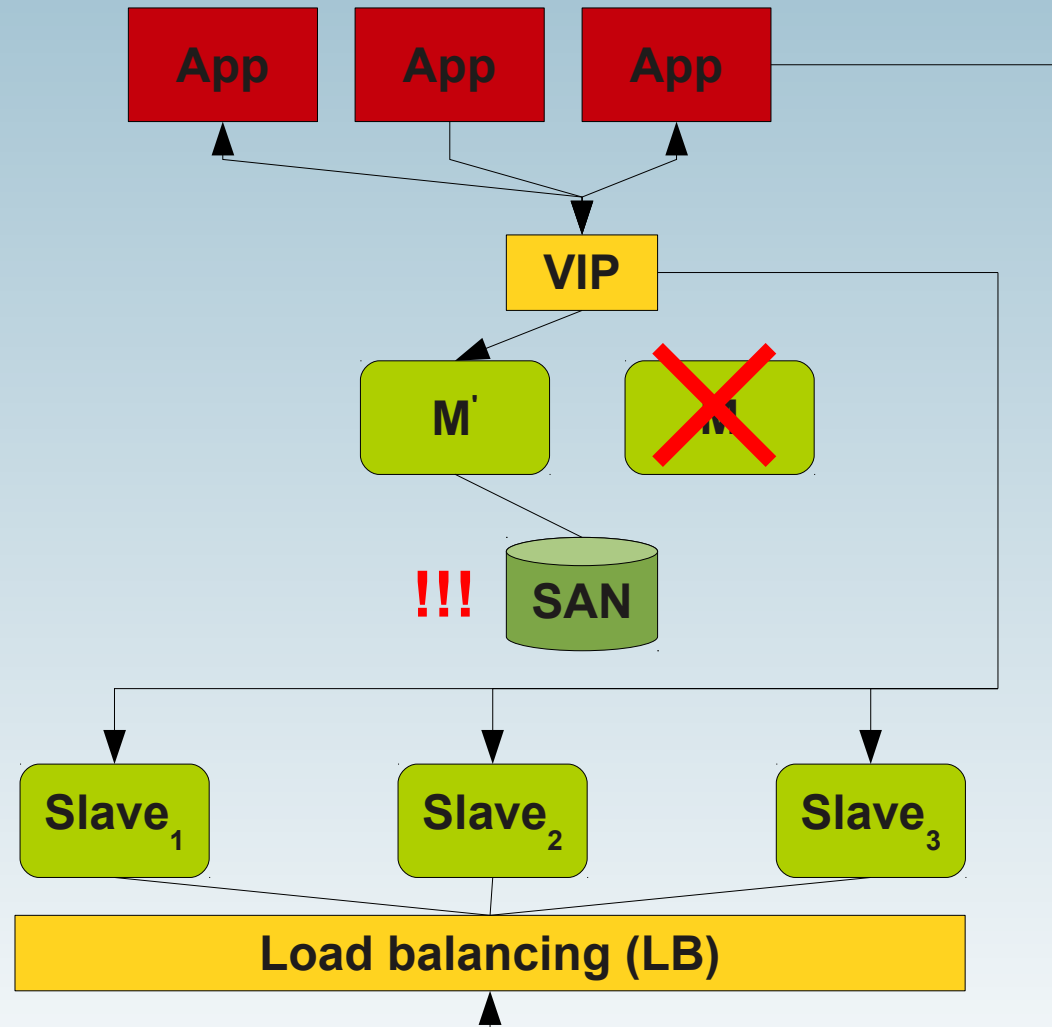 App App App
VIP
M' M
!!! SAN
Slave1 Slave2 Slave3
Load balancing (LB)